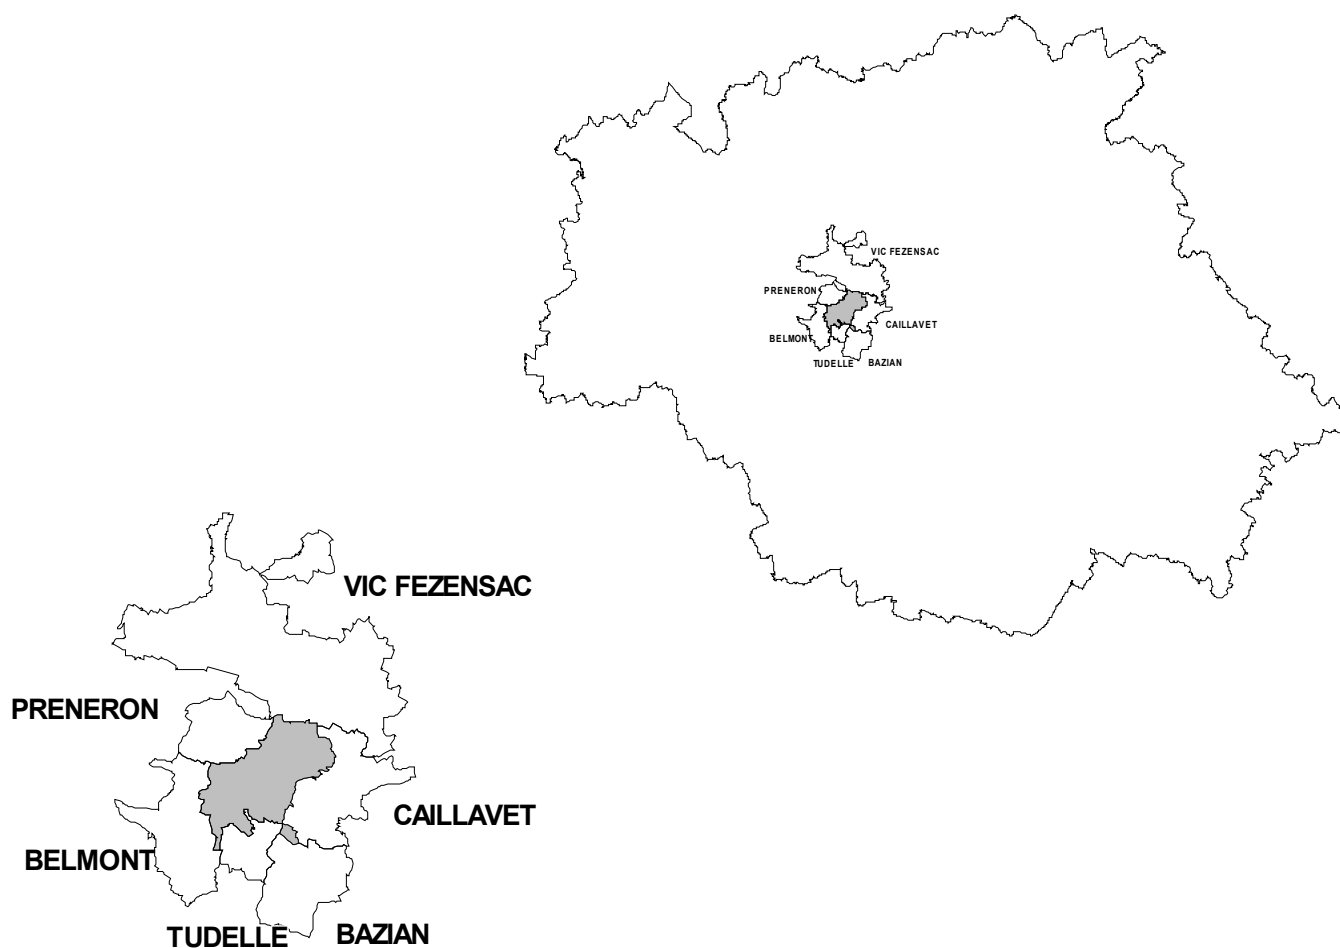 VIC FEZENSAC
PRENERON
CAILLAVET
BELMONT
TUDELLE
BAZIAN
VIC FEZENSAC
PRENERON
CAILLAVET
BELMONT
TUDELLE
BAZIAN